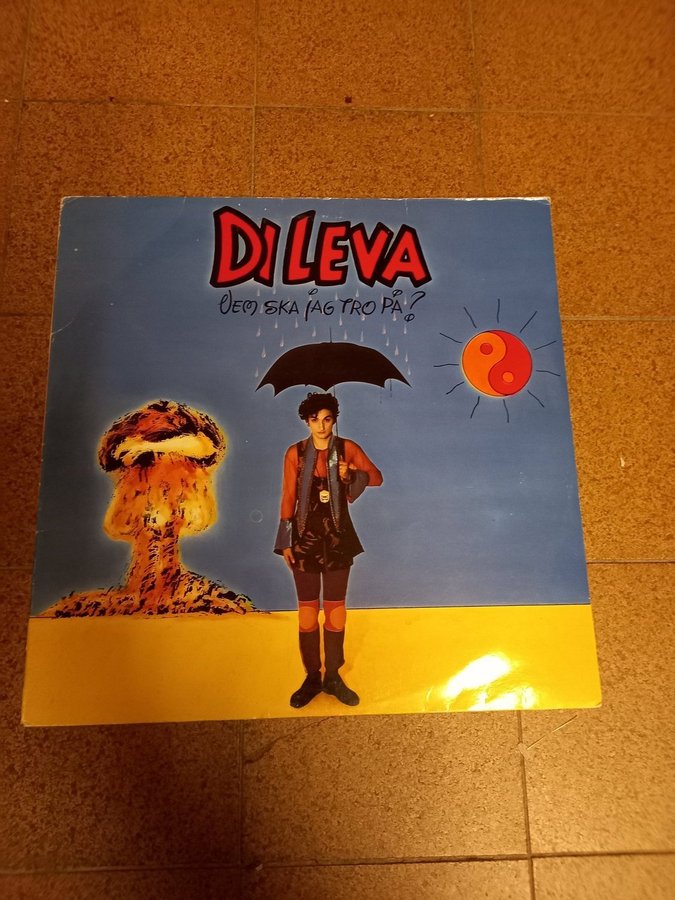 DI LEVA
VEM SKA JAG TRO PÅ?